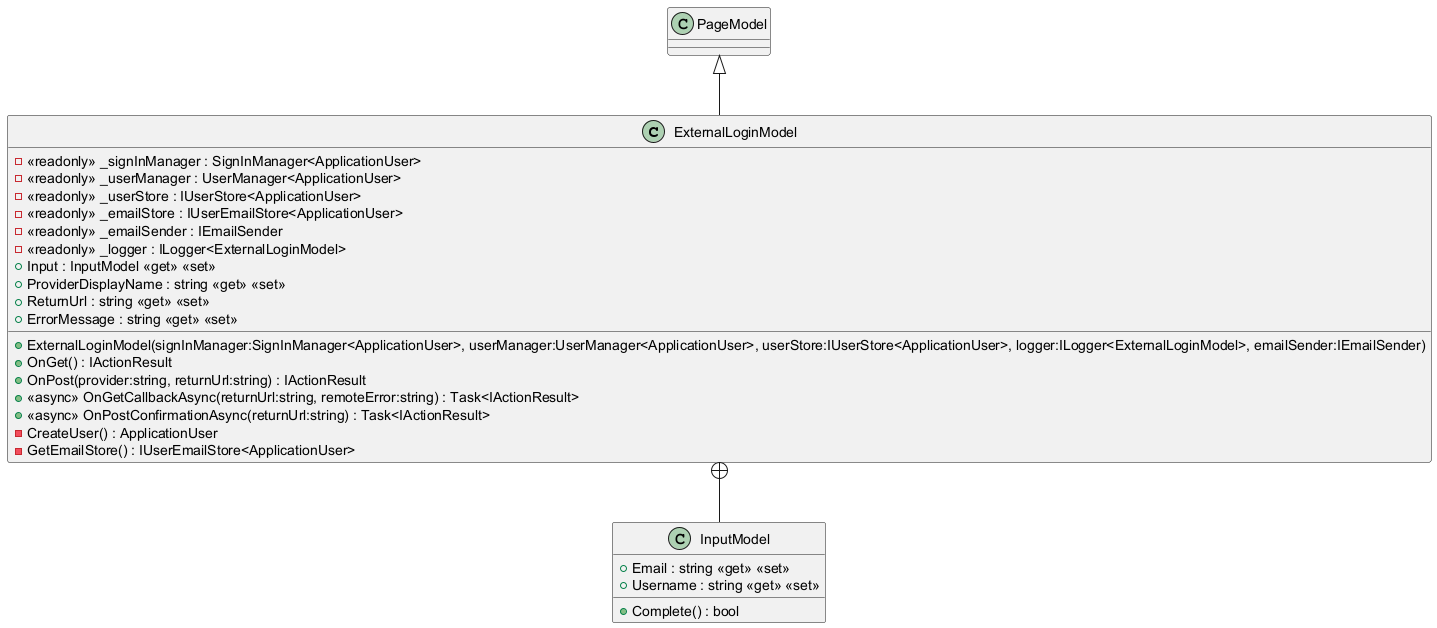 C PageModel
C ExternalLoginModel
«readonly» _signInManager : SignInManager<ApplicationUser>
«readonly» _userManager : UserManager<ApplicationUser>
«readonly» _userStore : IUserStore<ApplicationUser>
«readonly» _emailStore : IUserEmailStore<ApplicationUser>
«readonly» _emailSender : IEmailSender
«readonly» _logger : ILogger<ExternalLoginModel>
Input : InputModel «get» «set»
ProviderDisplayName : string «get» «set»
ReturnUrl : string «get» «set»
ErrorMessage : string «get» «set»
ExternalLoginModel(signInManager:SignInManager<ApplicationUser>, userManager:UserManager<ApplicationUser>, userStore:IUserStore<ApplicationUser>, logger:ILogger<ExternalLoginModel>, emailSender:IEmailSender)
OnGet() : IActionResult
OnPost(provider:string, returnUrl:string) : IActionResult
«async» OnGetCallbackAsync(returnUrl:string, remoteError:string) : Task<IActionResult>
«async» OnPostConfirmationAsync(returnUrl:string) : Task<IActionResult>
CreateUser() : ApplicationUser
GetEmailStore() : IUserEmailStore<ApplicationUser>
C InputModel
Email : string «get» «set»
Username : string «get» «set»
Complete() : bool